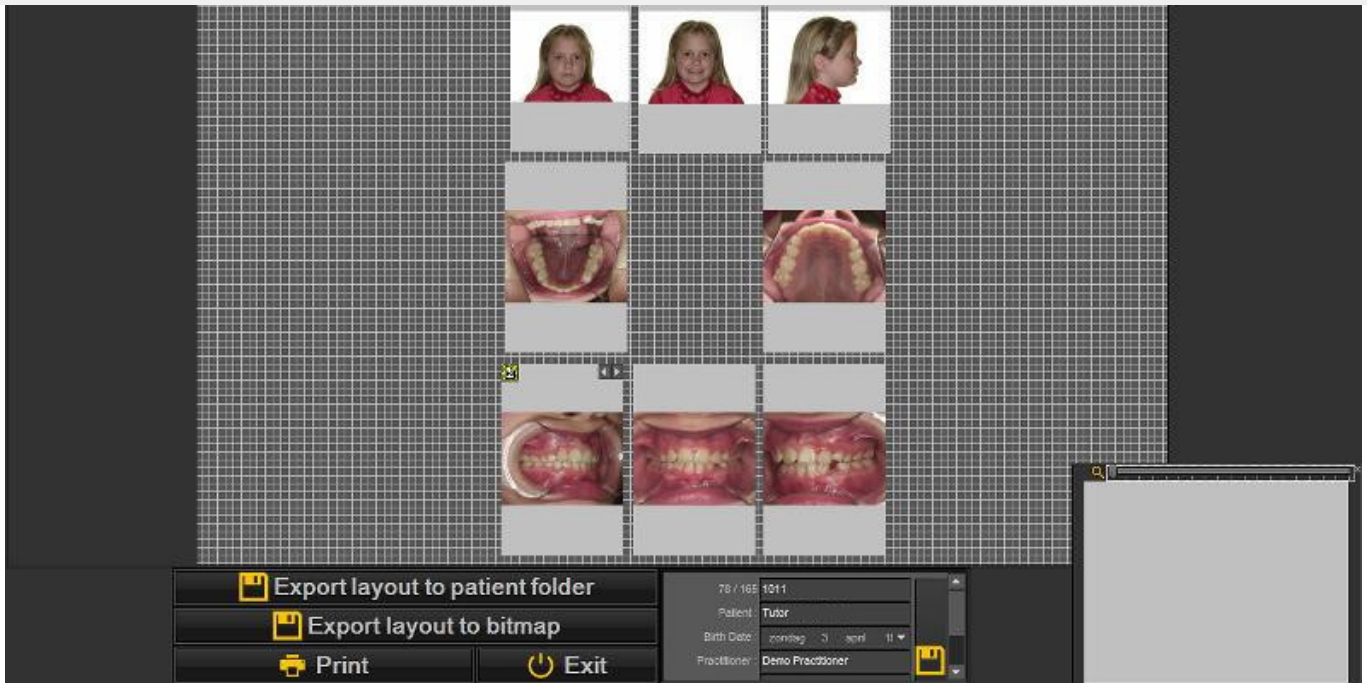 Export layout to patient folder
Export layout to bitmap
Print
Exit
78 / 165 1011
Patient : Tutor
Birth Date : zondag 3 april
Practitioner : Demo Practitioner